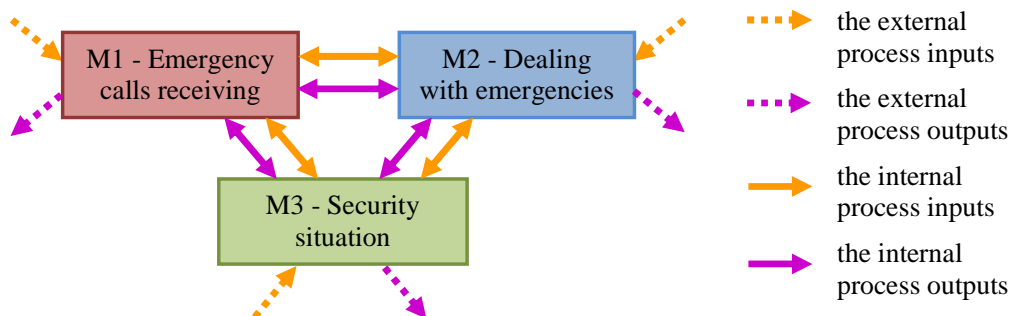 M1 - Emergency
calls receiving
M2 - Dealing
with emergencies
M3 - Security
situation
the external
process inputs
the external
process outputs
the internal
process inputs
the internal
process outputs